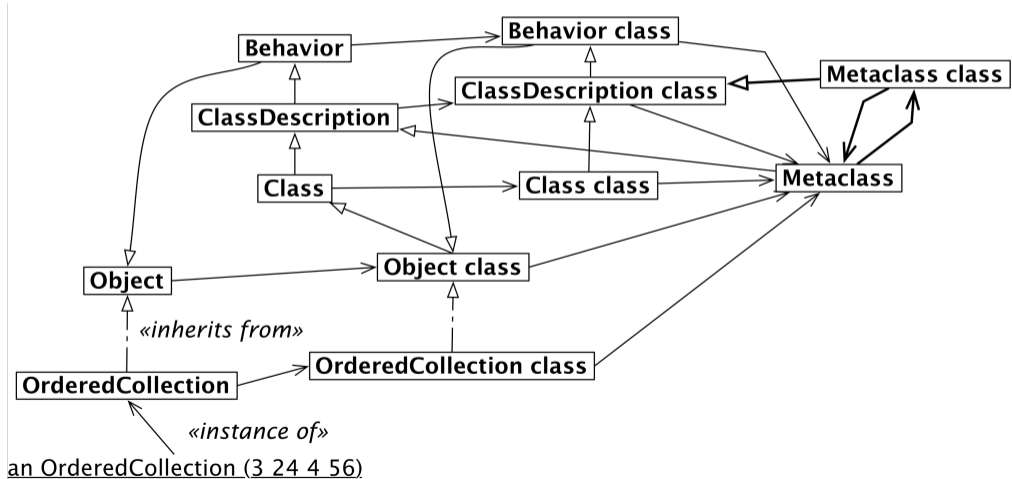 Behavior
Behavior class
Metaclass class
ClassDescription class
ClassDescription
Class
Class class
Metaclass
Object
Object class
«inherits from»
OrderedCollection
OrderedCollection class
«instance of»
an OrderedCollection (3 24 4 56)